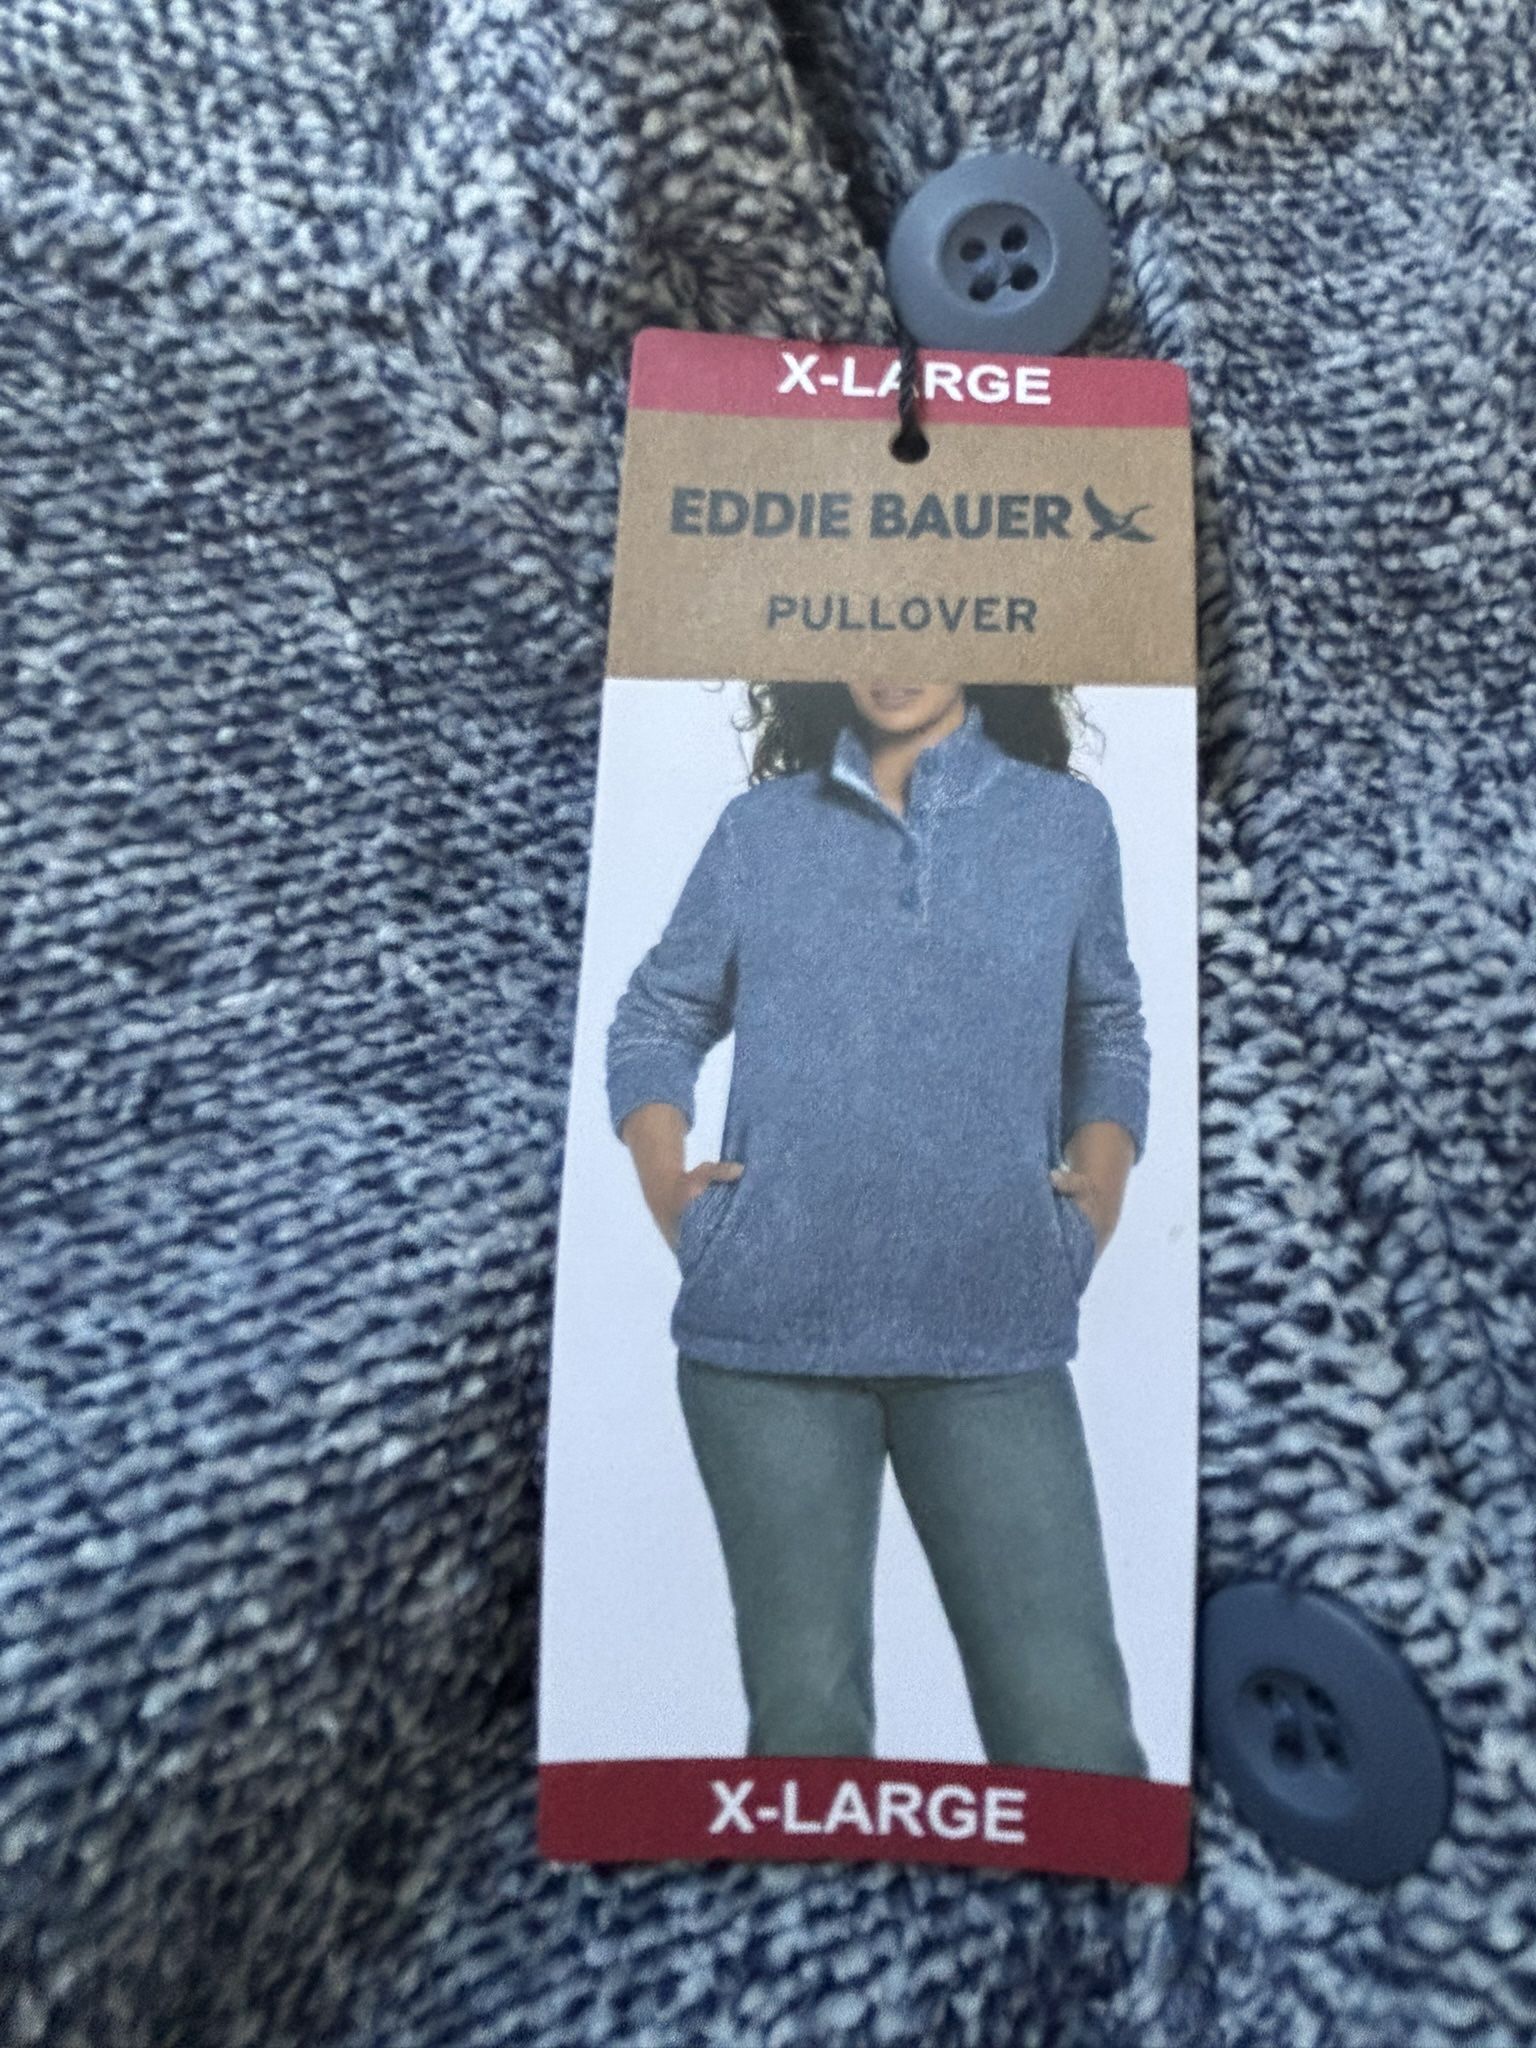 X-LARGE
EDDIE BAUER
PULLOVER
X-LARGE